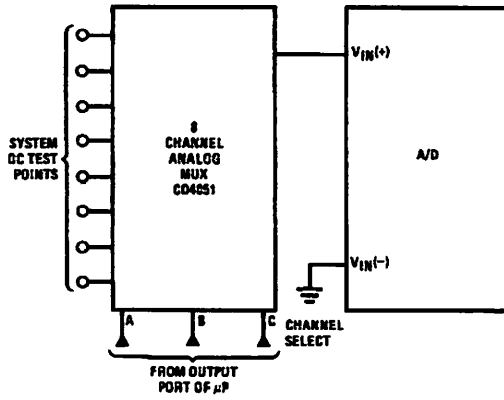 SYSTEM
DC TEST
POINTS
8
CHANNEL
ANALOG
MUX
CD4051
VIN(+)
A/D
VIN(–)
A
B
C
CHANNEL
SELECT
FROM OUTPUT
PORT OF μP